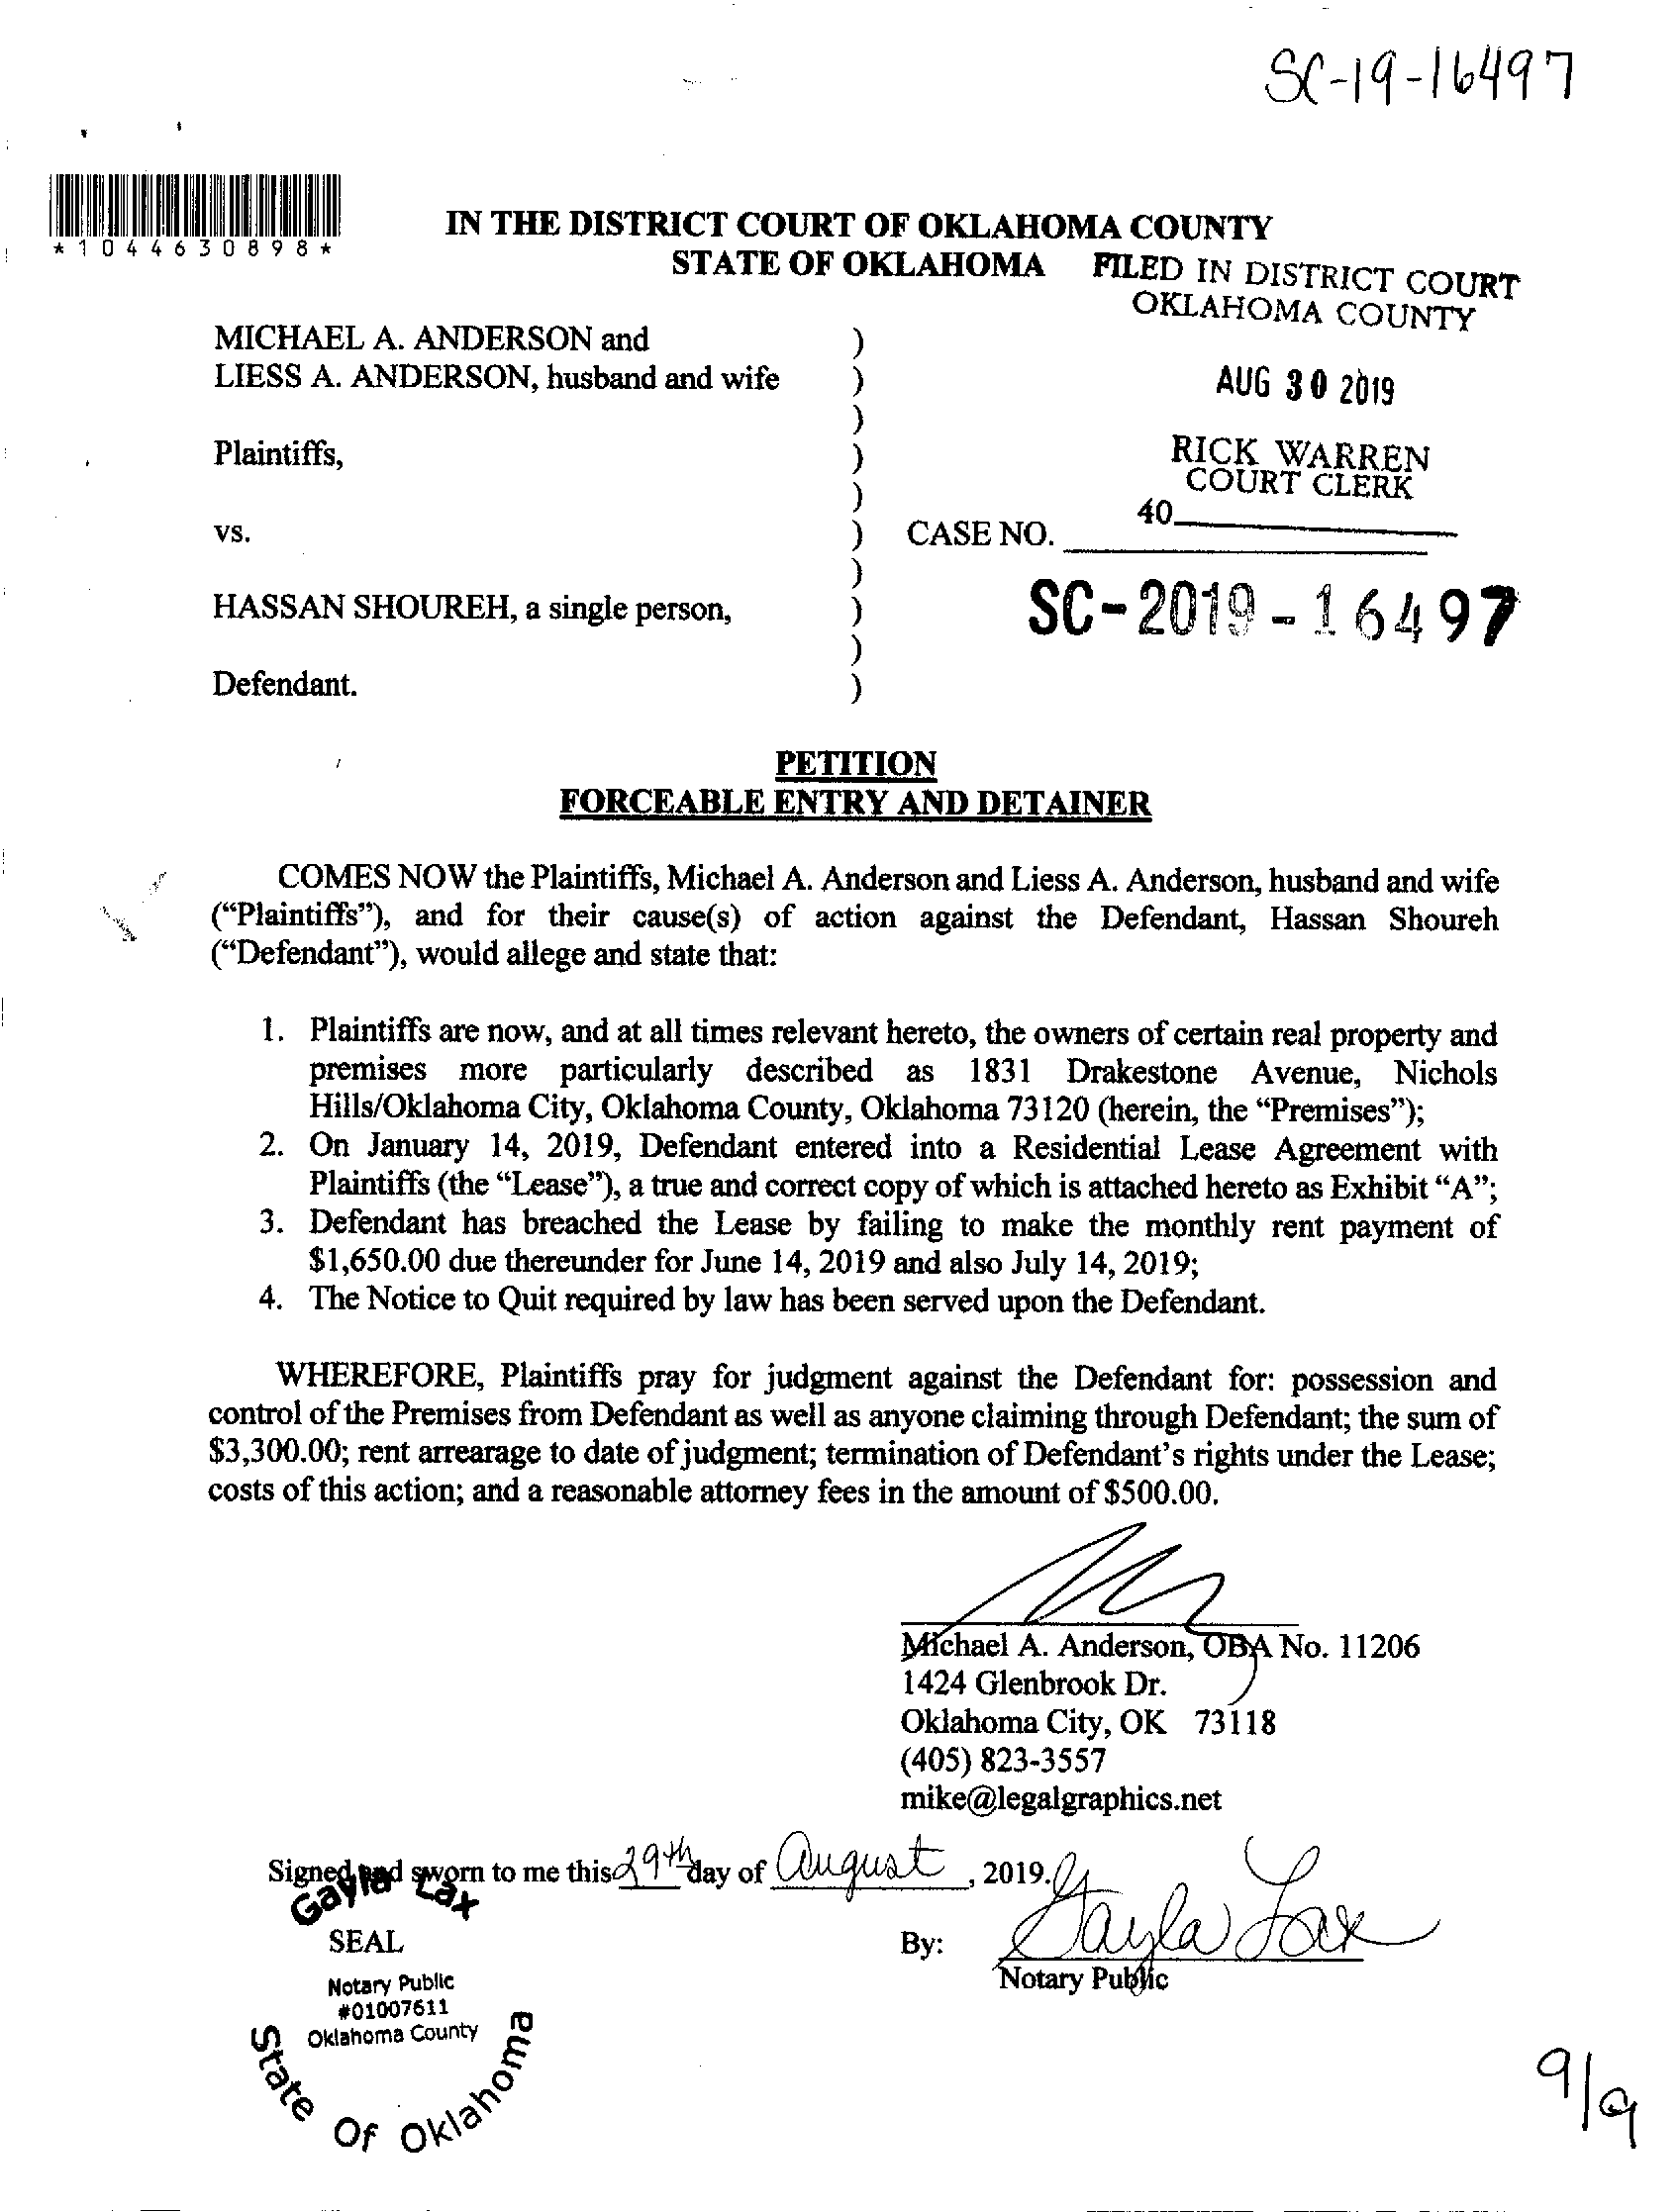 SC-19-16497
*1044630898*
IN THE DISTRICT COURT OF OKLAHOMA COUNTY
STATE OF OKLAHOMA
FILED IN DISTRICT COURT
OKLAHOMA COUNTY
MICHAEL A. ANDERSON and )
LIESS A. ANDERSON, husband and wife )
AUG 30 2019
)
Plaintiffs, )
RICK WARREN
COURT CLERK
)
40
vs. ) CASE NO.
)
SC-2019-16497
HASSAN SHOUREH, a single person, )
)
Defendant. )
PETITION
FORCEABLE ENTRY AND DETAINER
COMES NOW the Plaintiffs, Michael A. Anderson and Liess A. Anderson, husband and wife
("Plaintiffs"), and for their cause(s) of action against the Defendant, Hassan Shoureh
("Defendant"), would allege and state that:
1. Plaintiffs are now, and at all times relevant hereto, the owners of certain real property and
premises more particularly described as 1831 Drakestone Avenue, Nichols
Hills/Oklahoma City, Oklahoma County, Oklahoma 73120 (herein, the "Premises");
2. On January 14, 2019, Defendant entered into a Residential Lease Agreement with
Plaintiffs (the "Lease"), a true and correct copy of which is attached hereto as Exhibit "A";
3. Defendant has breached the Lease by failing to make the monthly rent payment of
$1,650.00 due thereunder for June 14, 2019 and also July 14, 2019;
4. The Notice to Quit required by law has been served upon the Defendant.
WHEREFORE, Plaintiffs pray for judgment against the Defendant for: possession and
control of the Premises from Defendant as well as anyone claiming through Defendant; the sum of
$3,300.00; rent arrearage to date of judgment; termination of Defendant's rights under the Lease;
costs of this action; and a reasonable attorney fees in the amount of $500.00.
Michael A. Anderson, OBA No. 11206
1424 Glenbrook Dr.
Oklahoma City, OK 73118
(405) 823-3557
mike@legalgraphics.net
Signed and sworn to me this 29th day of August, 2019.
Gayla Lax
SEAL
By: Gayla Lax
Notary Public
Notary Public
#01007611
Oklahoma County
State Of Oklahoma
9/9